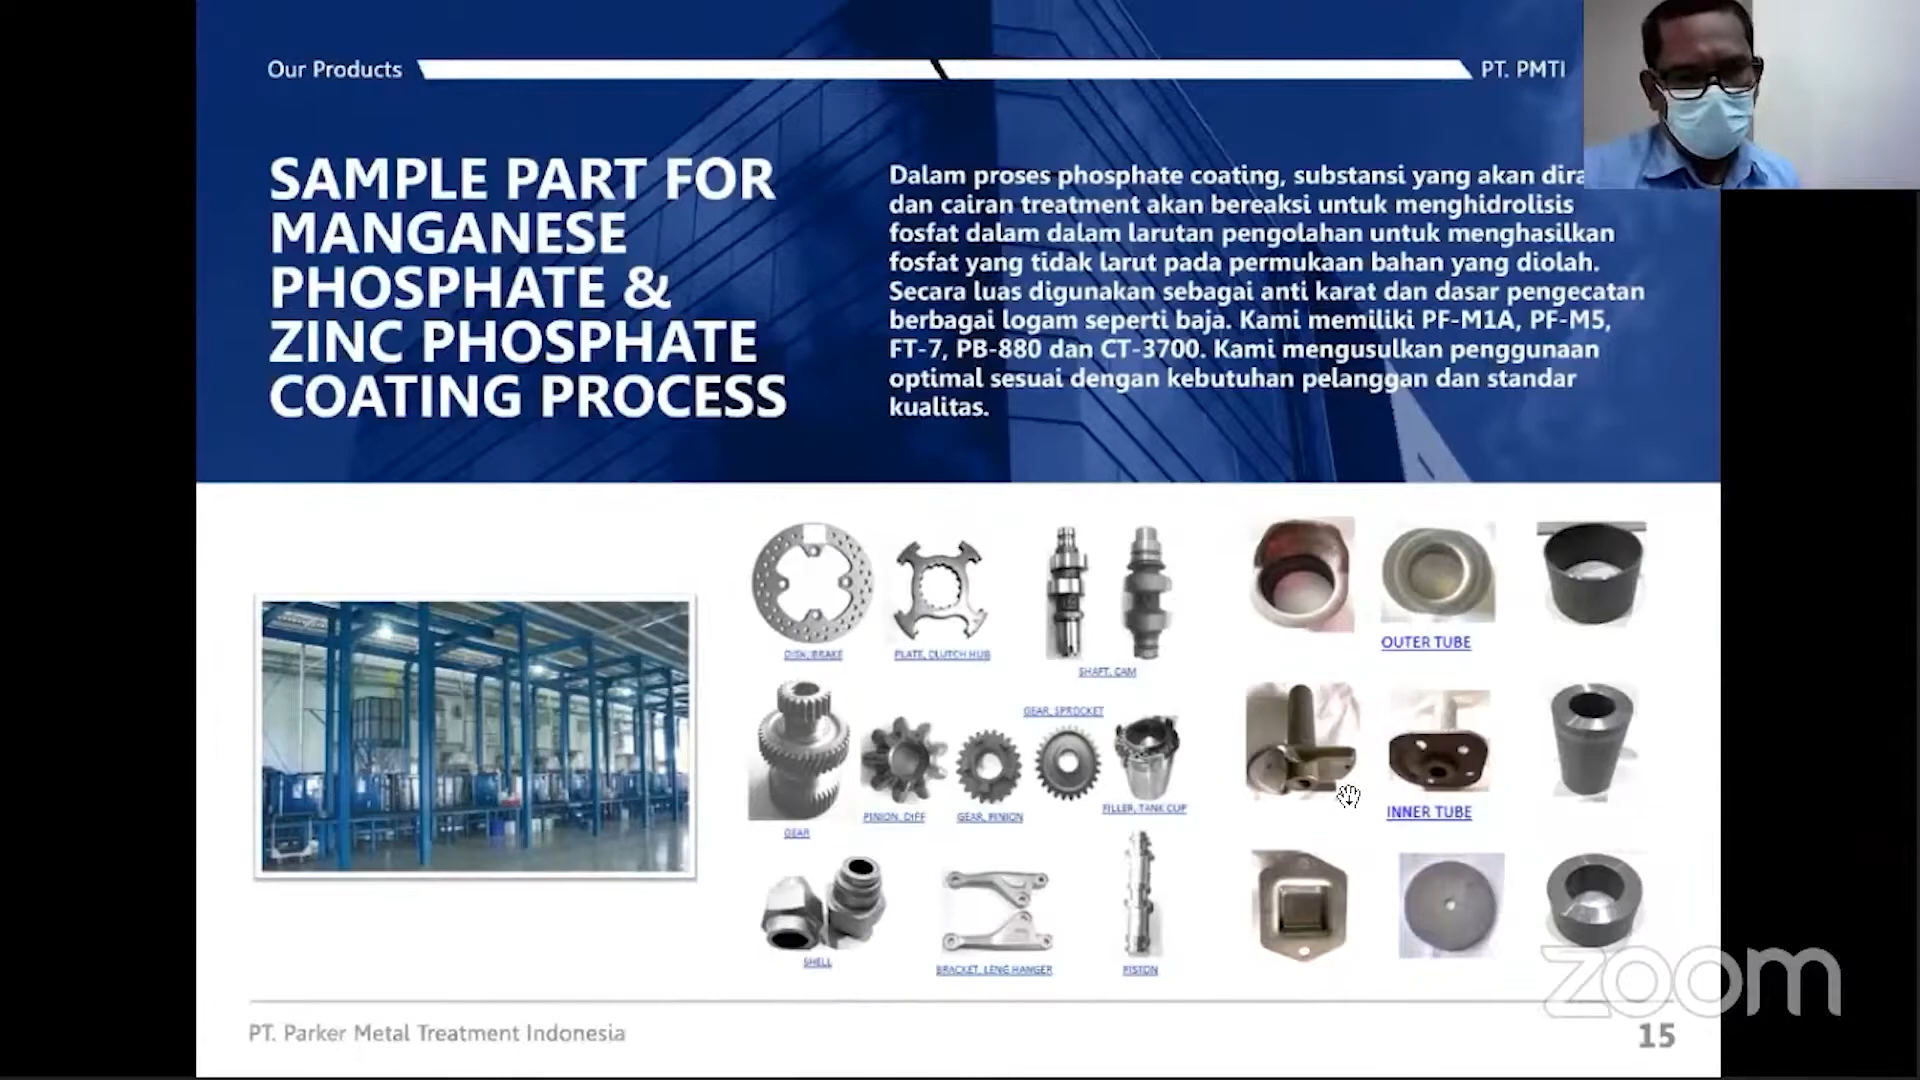 Our Products
PT. PMTI
SAMPLE PART FOR
MANGANESE
PHOSPHATE &
ZINC PHOSPHATE
COATING PROCESS
Dalam proses phosphate coating, substansi yang akan dira
dan cairan treatment akan bereaksi untuk menghidrolisis
fosfat dalam dalam larutan pengolahan untuk menghasilkan
fosfat yang tidak larut pada permukaan bahan yang diolah.
Secara luas digunakan sebagai anti karat dan dasar pengecatan
berbagai logam seperti baja. Kami memiliki PF-M1A, PF-M5,
FT-7, PB-880 dan CT-3700. Kami mengusulkan penggunaan
optimal sesuai dengan kebutuhan pelanggan dan standar
kualitas.
DISK, BRAKE
PLATE, CLUTCH HUB
SHAFT, CAM
OUTER TUBE
GEAR, SPROCKET
GEAR
PINION, DIFF
GEAR, PINION
FILLER, TANK CUP
INNER TUBE
SHELL
BRACKET, LENG HANGER
PISTON
zoom
PT. Parker Metal Treatment Indonesia
15